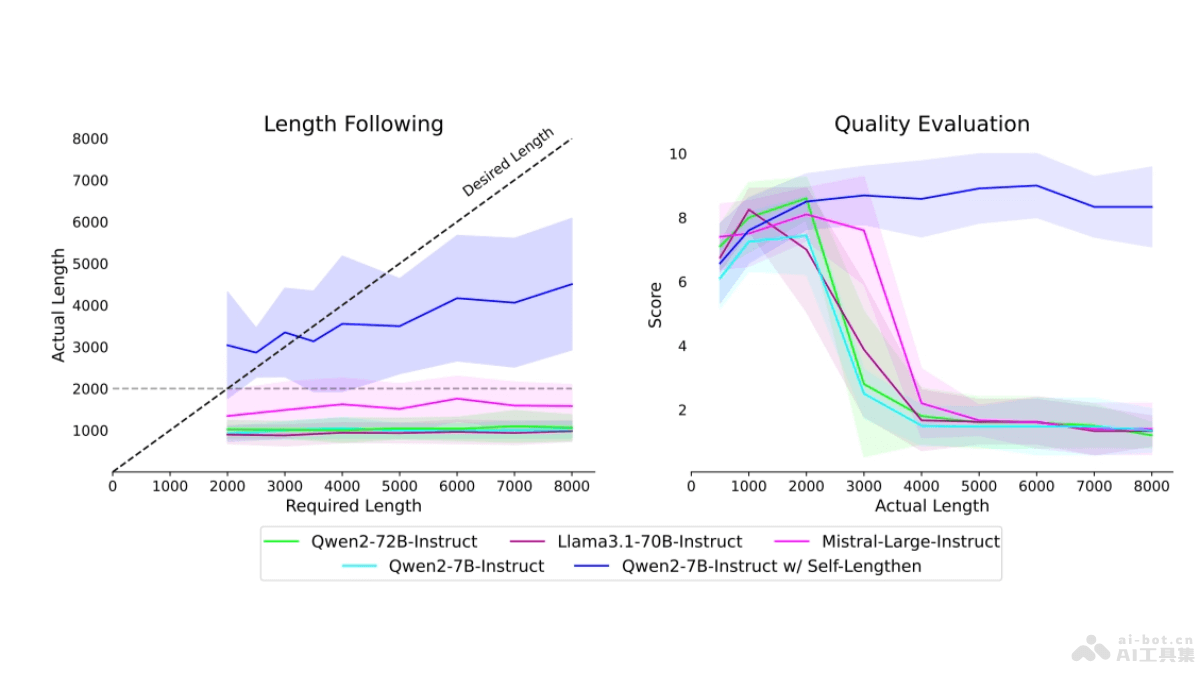 Length Following
8000
7000
6000
5000
4000
3000
2000
1000
Actual Length
Desired Length
0 1000 2000 3000 4000 5000 6000 7000 8000
Required Length
Quality Evaluation
10
8
6
4
2
Score
0 1000 2000 3000 4000 5000 6000 7000 8000
Actual Length
Qwen2-72B-Instruct Llama3.1-70B-Instruct Mistral-Large-Instruct
Qwen2-7B-Instruct Qwen2-7B-Instruct w/ Self-Lengthen
ai-bot.cn
AI工具集